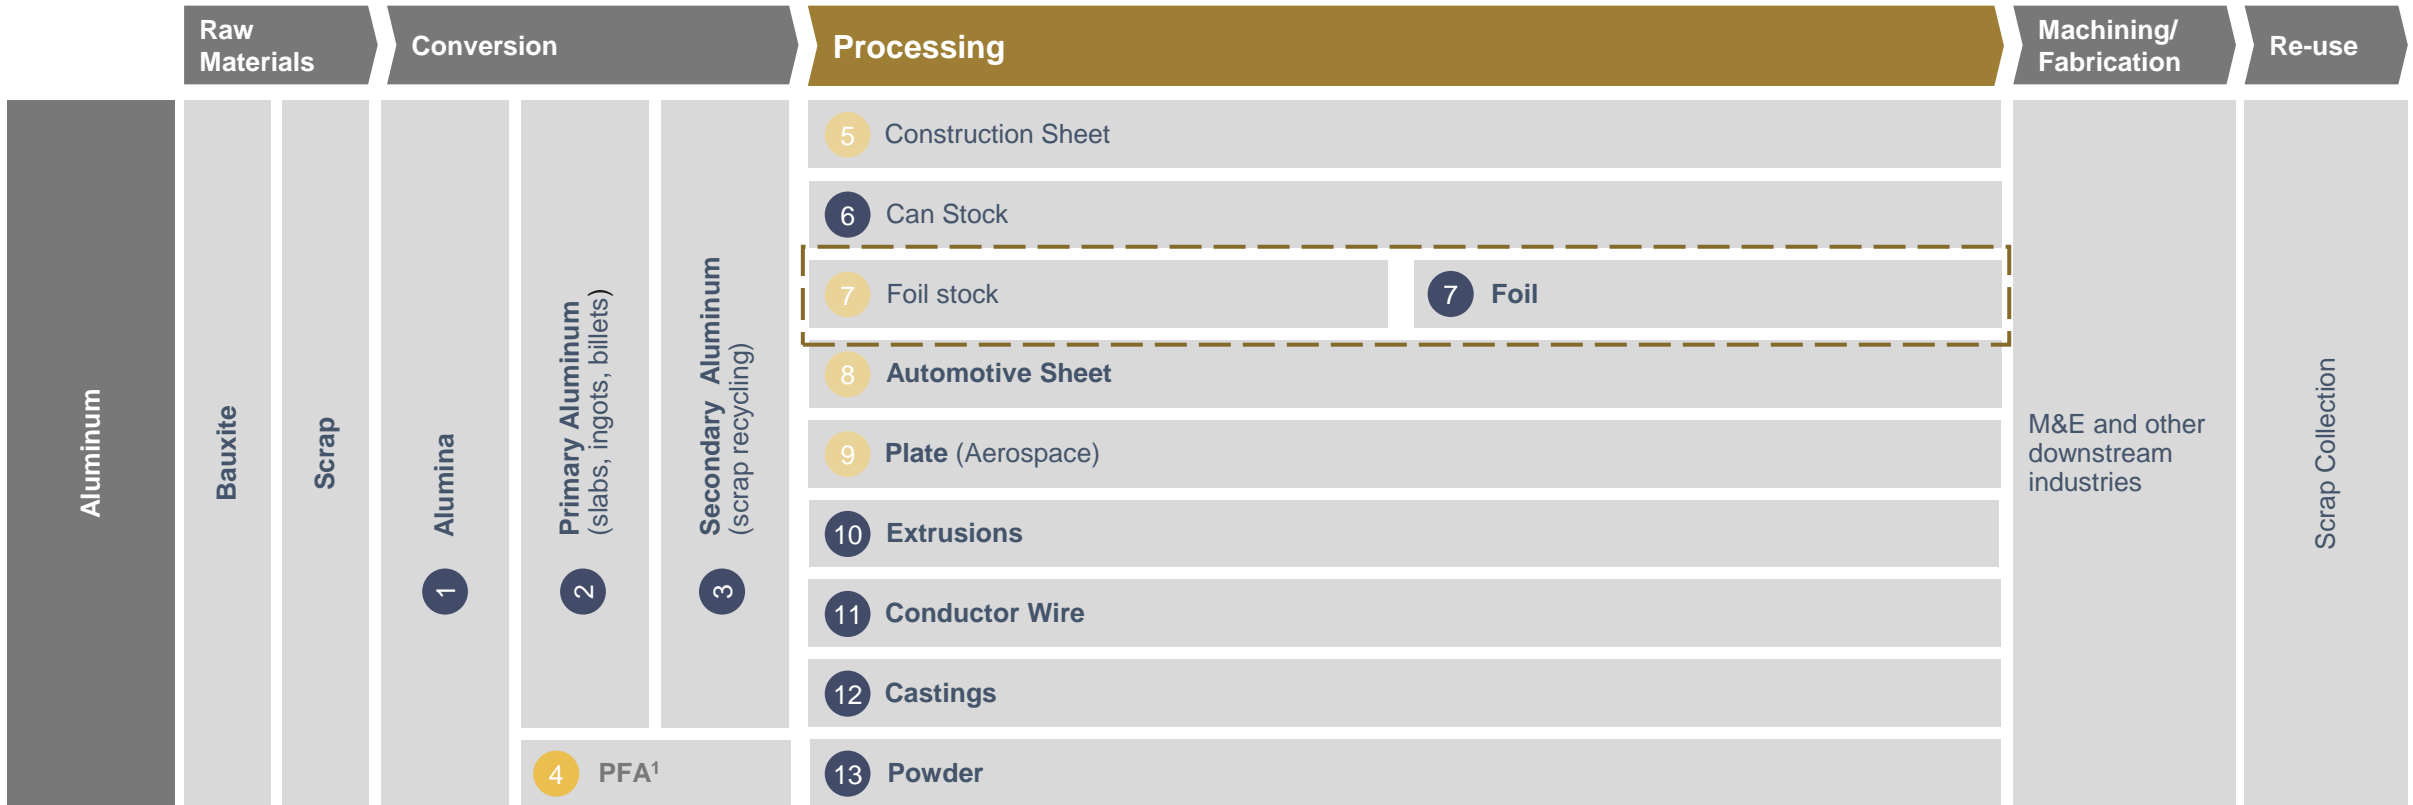 Raw
Materials
Conversion
Processing
Machining/
Fabrication
Re-use
Aluminum
Bauxite
Scrap
1 Alumina
2 Primary Aluminum
(slabs, ingots, billets)
3 Secondary Aluminum
(scrap recycling)
4 PFA¹
5 Construction Sheet
6 Can Stock
7 Foil stock
7 Foil
8 Automotive Sheet
9 Plate (Aerospace)
10 Extrusions
11 Conductor Wire
12 Castings
13 Powder
M&E and other
downstream
industries
Scrap Collection